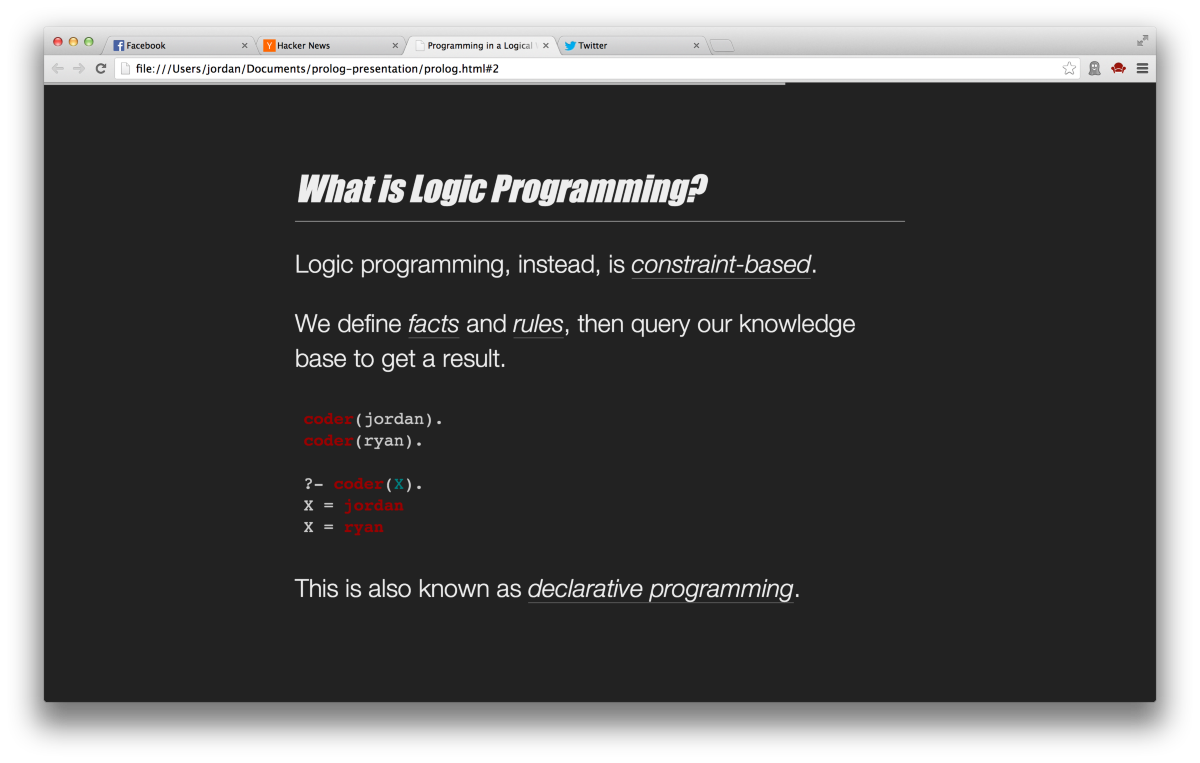 Facebook
Hacker News
Programming in a Logical
Twitter
file:///Users/jordan/Documents/prolog-presentation/prolog.html#2
What is Logic Programming?
Logic programming, instead, is constraint-based.
We define facts and rules, then query our knowledge
base to get a result.
coder(jordan).
coder(ryan).
?- coder(X).
X = jordan
X = ryan
This is also known as declarative programming.